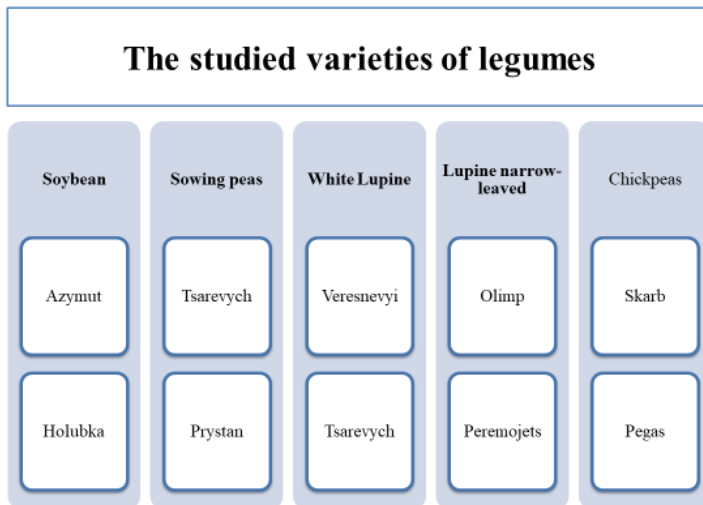 The studied varieties of legumes
Soybean
Azymut
Holubka
Sowing peas
Tsarevych
Prystan
White Lupine
Veresnevyi
Tsarevych
Lupine narrow-
leaved
Olimp
Peremojets
Chickpeas
Skarb
Pegas